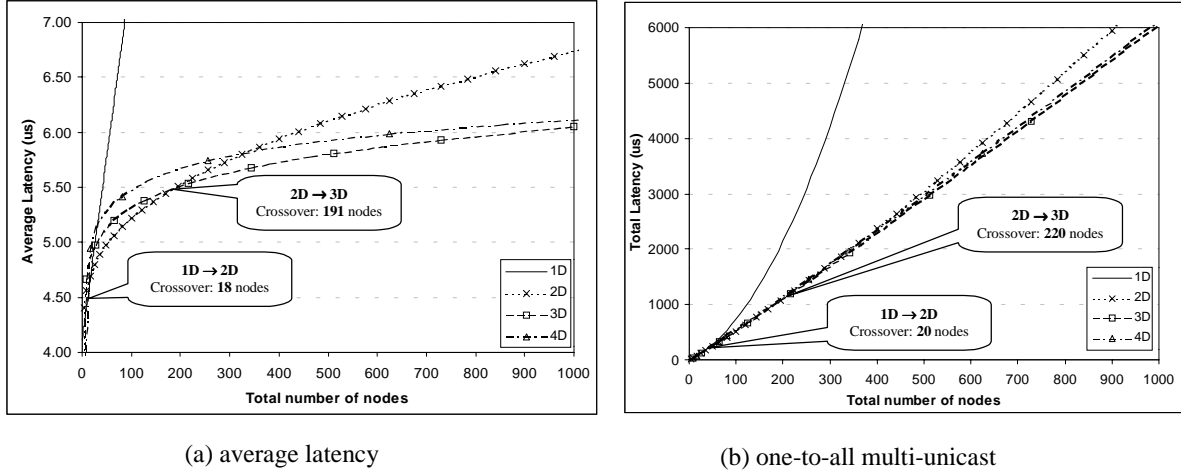 7.00
6.50
6.00
5.50
5.00
4.50
4.00
Average Latency (us)
2D → 3D
Crossover: 191 nodes
1D → 2D
Crossover: 18 nodes
1D
2D
3D
4D
0 100 200 300 400 500 600 700 800 900 1000
Total number of nodes
(a) average latency
6000
5000
4000
3000
2000
1000
0
Total Latency (us)
2D → 3D
Crossover: 220 nodes
1D → 2D
Crossover: 20 nodes
1D
2D
3D
4D
0 100 200 300 400 500 600 700 800 900 1000
Total number of nodes
(b) one-to-all multi-unicast